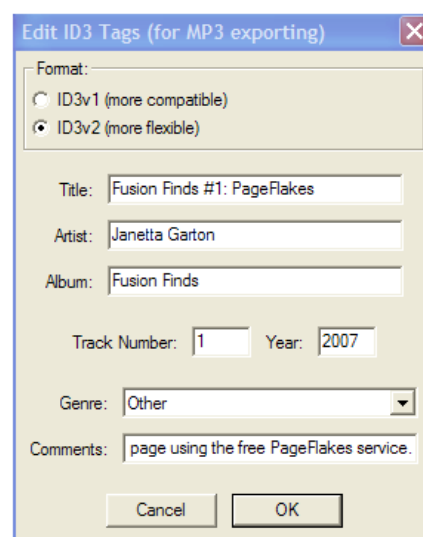 Edit ID3 Tags (for MP3 exporting)
Format:
ID3v1 (more compatible)
ID3v2 (more flexible)
Title: Fusion Finds #1: PageFlakes
Artist: Janetta Garton
Album: Fusion Finds
Track Number: 1 Year: 2007
Genre: Other
Comments: page using the free PageFlakes service.
Cancel OK